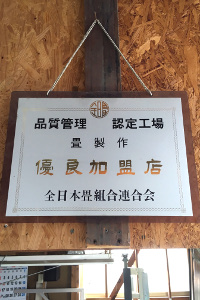 品質管理 認定工場
畳製作
優良加盟店
全日本畳組合連合会